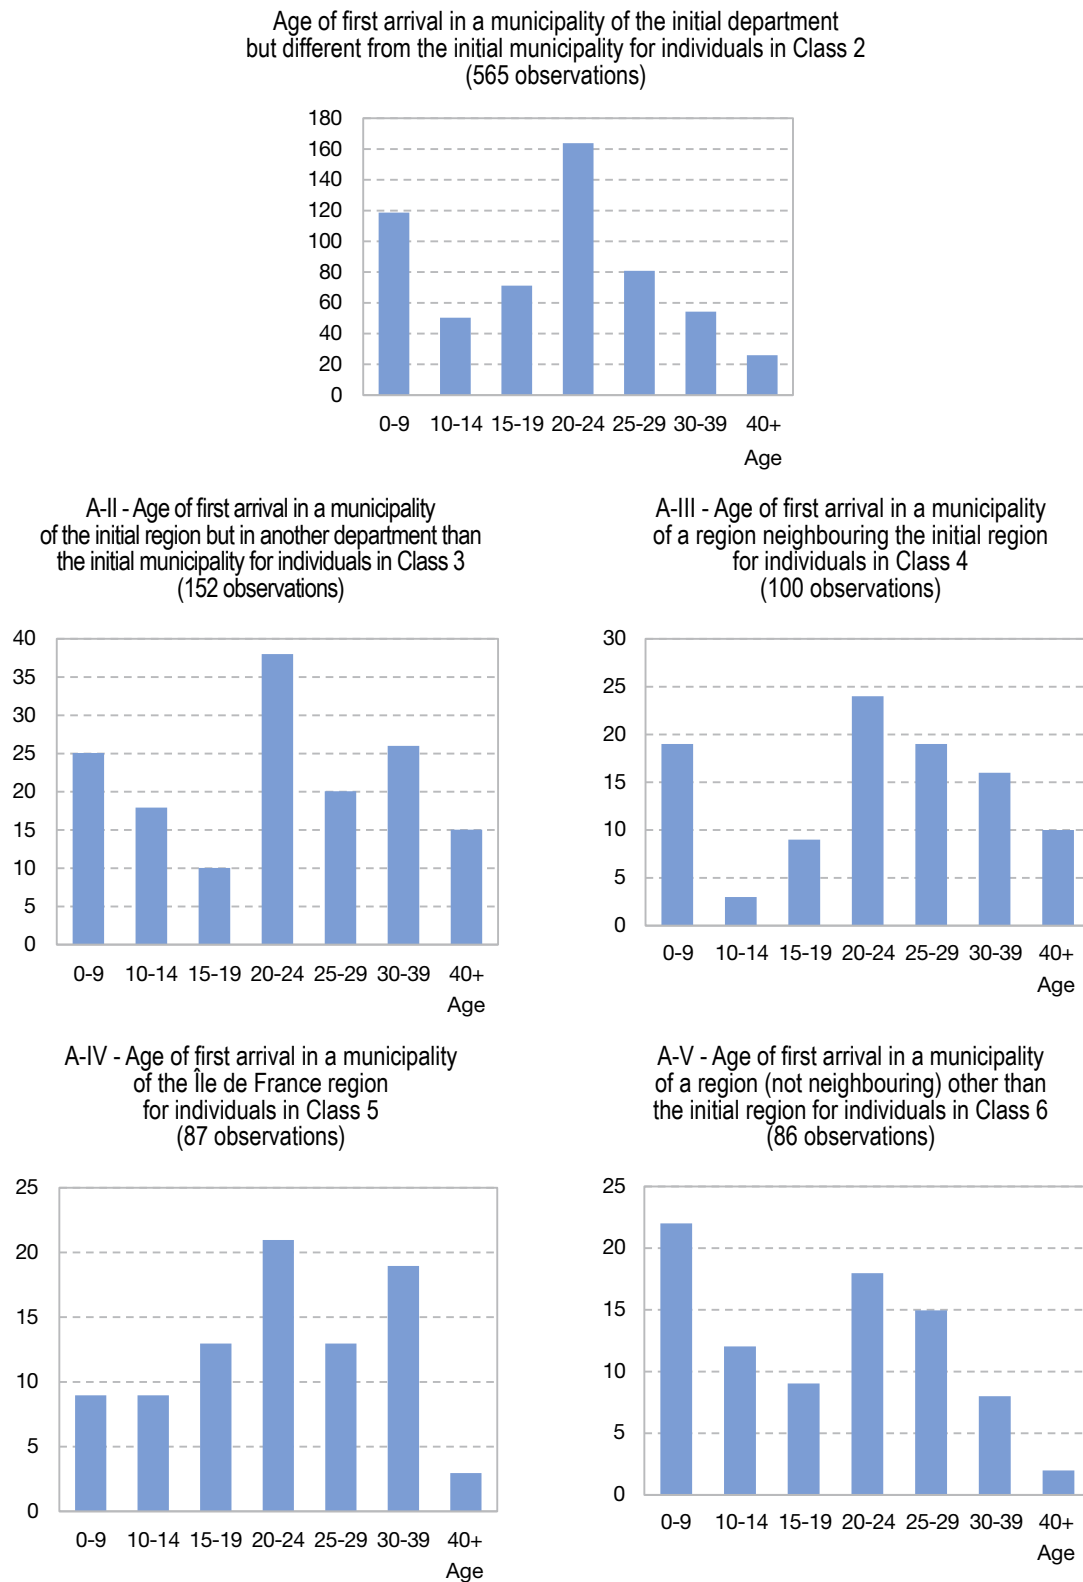 Age of first arrival in a municipality of the initial department
but different from the initial municipality for individuals in Class 2
(565 observations)
180
160
140
120
100
80
60
40
20
0
0-9 10-14 15-19 20-24 25-29 30-39 40+
Age
A-II - Age of first arrival in a municipality
of the initial region but in another department than
the initial municipality for individuals in Class 3
(152 observations)
40
35
30
25
20
15
10
5
0
0-9 10-14 15-19 20-24 25-29 30-39 40+
Age
A-III - Age of first arrival in a municipality
of a region neighbouring the initial region
for individuals in Class 4
(100 observations)
30
25
20
15
10
5
0
0-9 10-14 15-19 20-24 25-29 30-39 40+
Age
A-IV - Age of first arrival in a municipality
of the Île de France region
for individuals in Class 5
(87 observations)
25
20
15
10
5
0
0-9 10-14 15-19 20-24 25-29 30-39 40+
Age
A-V - Age of first arrival in a municipality
of a region (not neighbouring) other than
the initial region for individuals in Class 6
(86 observations)
25
20
15
10
5
0
0-9 10-14 15-19 20-24 25-29 30-39 40+
Age